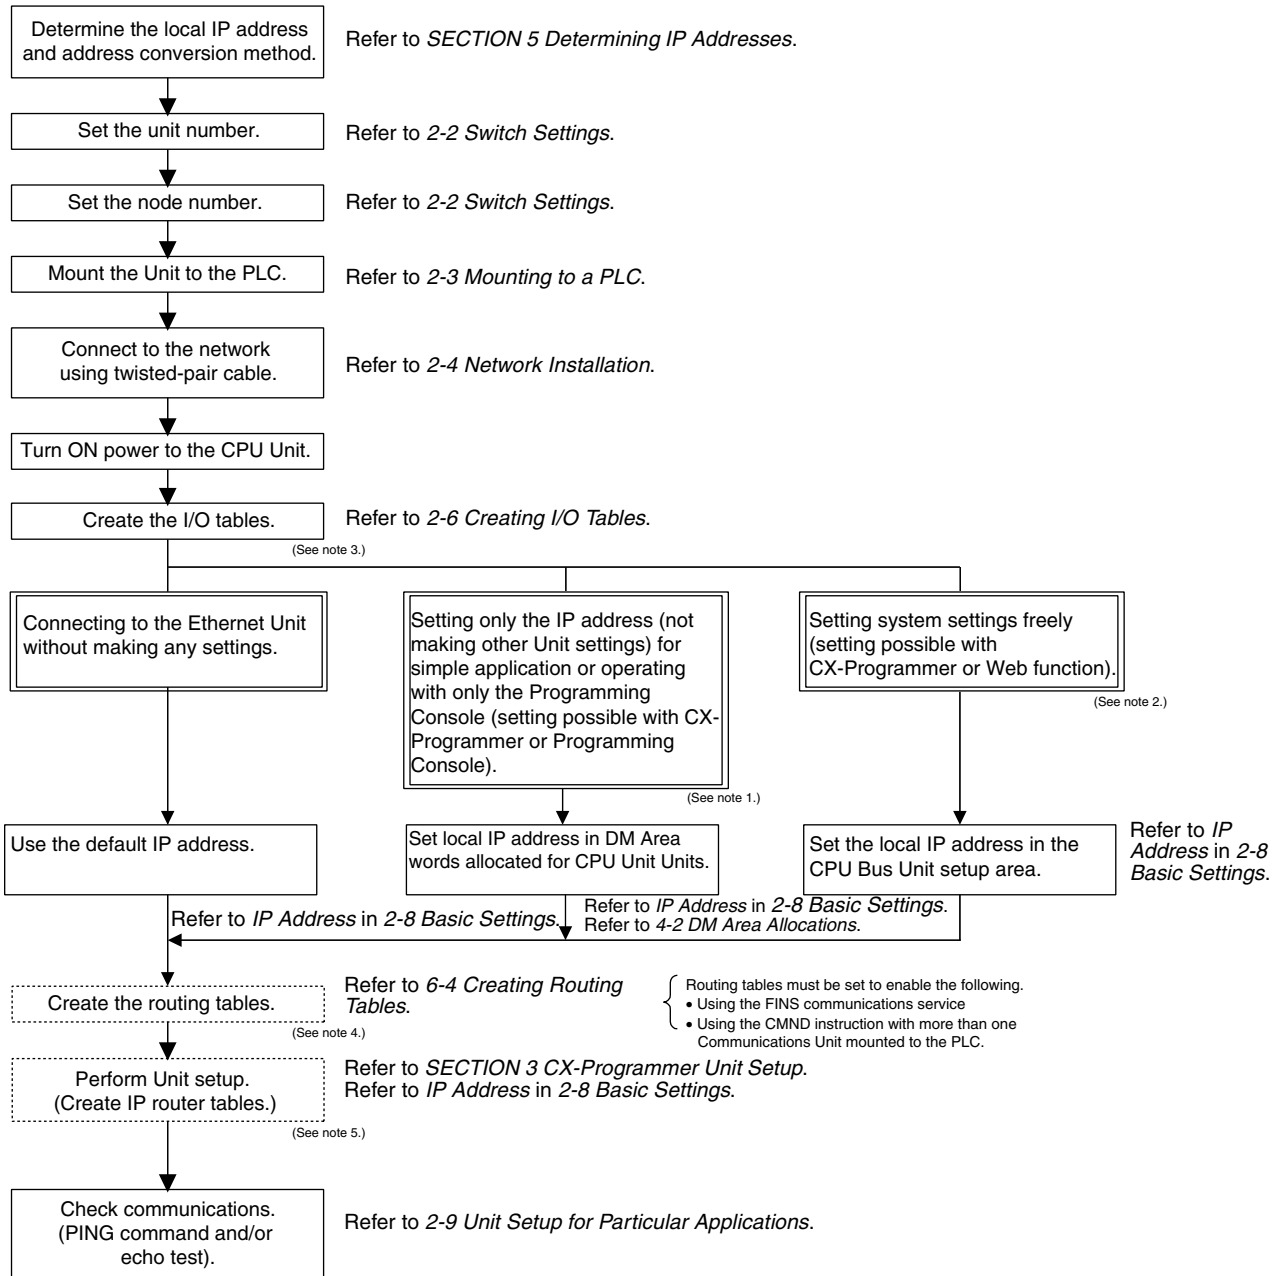 Determine the local IP address
and address conversion method.
Refer to SECTION 5 Determining IP Addresses.
Set the unit number.
Refer to 2-2 Switch Settings.
Set the node number.
Refer to 2-2 Switch Settings.
Mount the Unit to the PLC.
Refer to 2-3 Mounting to a PLC.
Connect to the network
using twisted-pair cable.
Refer to 2-4 Network Installation.
Turn ON power to the CPU Unit.
Create the I/O tables.
Refer to 2-6 Creating I/O Tables.
(See note 3.)
Connecting to the Ethernet Unit
without making any settings.
Setting only the IP address (not
making other Unit settings) for
simple application or operating
with only the Programming
Console (setting possible with CX-
Programmer or Programming
Console).
(See note 1.)
Setting system settings freely
(setting possible with
CX-Programmer or Web function).
(See note 2.)
Use the default IP address.
Set local IP address in DM Area
words allocated for CPU Unit Units.
Set the local IP address in the
CPU Bus Unit setup area.
Refer to IP
Address in 2-8
Basic Settings.
Refer to IP Address in 2-8 Basic Settings.
Refer to IP Address in 2-8 Basic Settings.
Refer to 4-2 DM Area Allocations.
Create the routing tables.
(See note 4.)
Refer to 6-4 Creating Routing
Tables.
Routing tables must be set to enable the following.
• Using the FINS communications service
• Using the CMND instruction with more than one
Communications Unit mounted to the PLC.
Perform Unit setup.
(Create IP router tables.)
(See note 5.)
Refer to SECTION 3 CX-Programmer Unit Setup.
Refer to IP Address in 2-8 Basic Settings.
Check communications.
(PING command and/or
echo test).
Refer to 2-9 Unit Setup for Particular Applications.